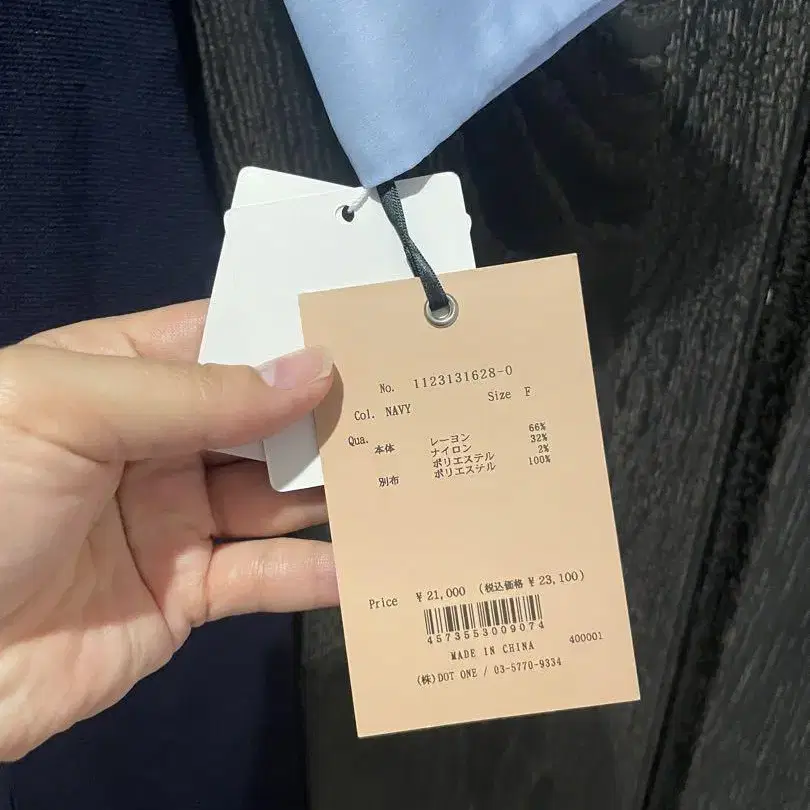 No. 1123131628-0
Col. NAVY Size F
Qua. 66%
本体 レーヨン 32%
ナイロン 2%
ポリエステル 100%
別布 ポリエステル
Price ¥21,000 (税込価格 ¥23,100)
4573553009074
MADE IN CHINA 400001
(株)DOT ONE / 03-5770-9334